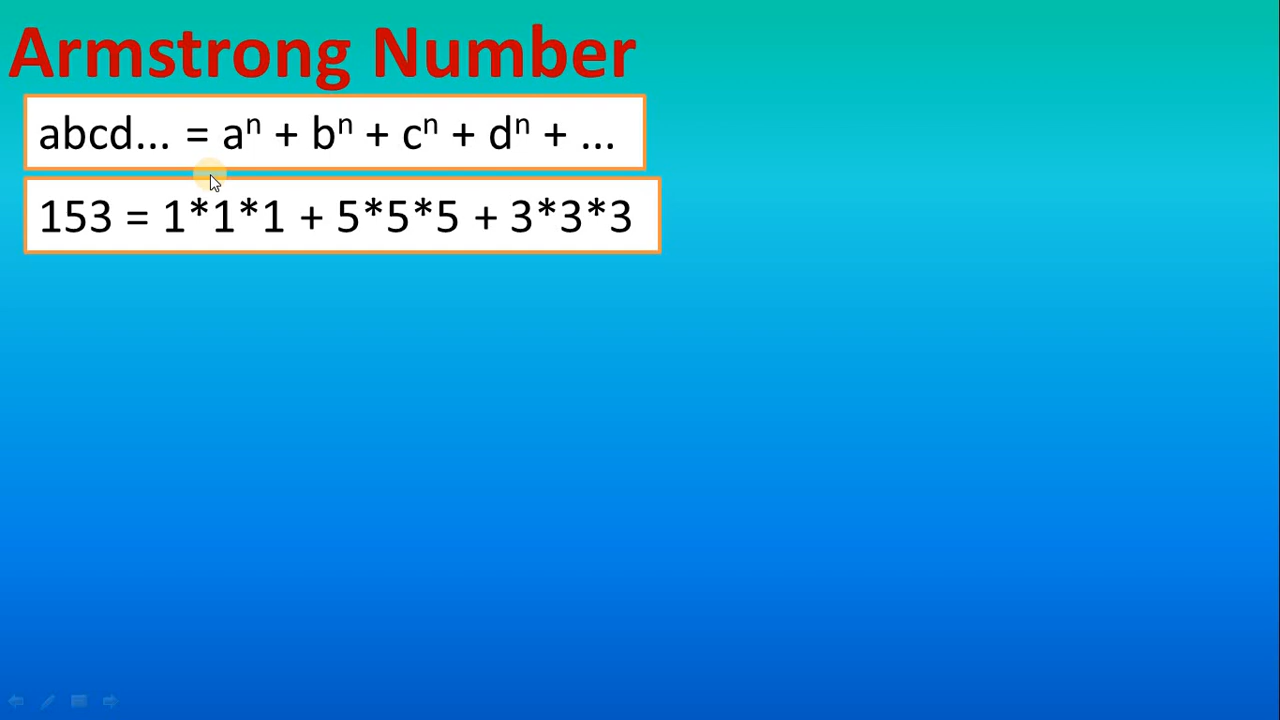 Armstrong Number
abcd... = aⁿ + bⁿ + cⁿ + dⁿ + ...
153 = 1*1*1 + 5*5*5 + 3*3*3